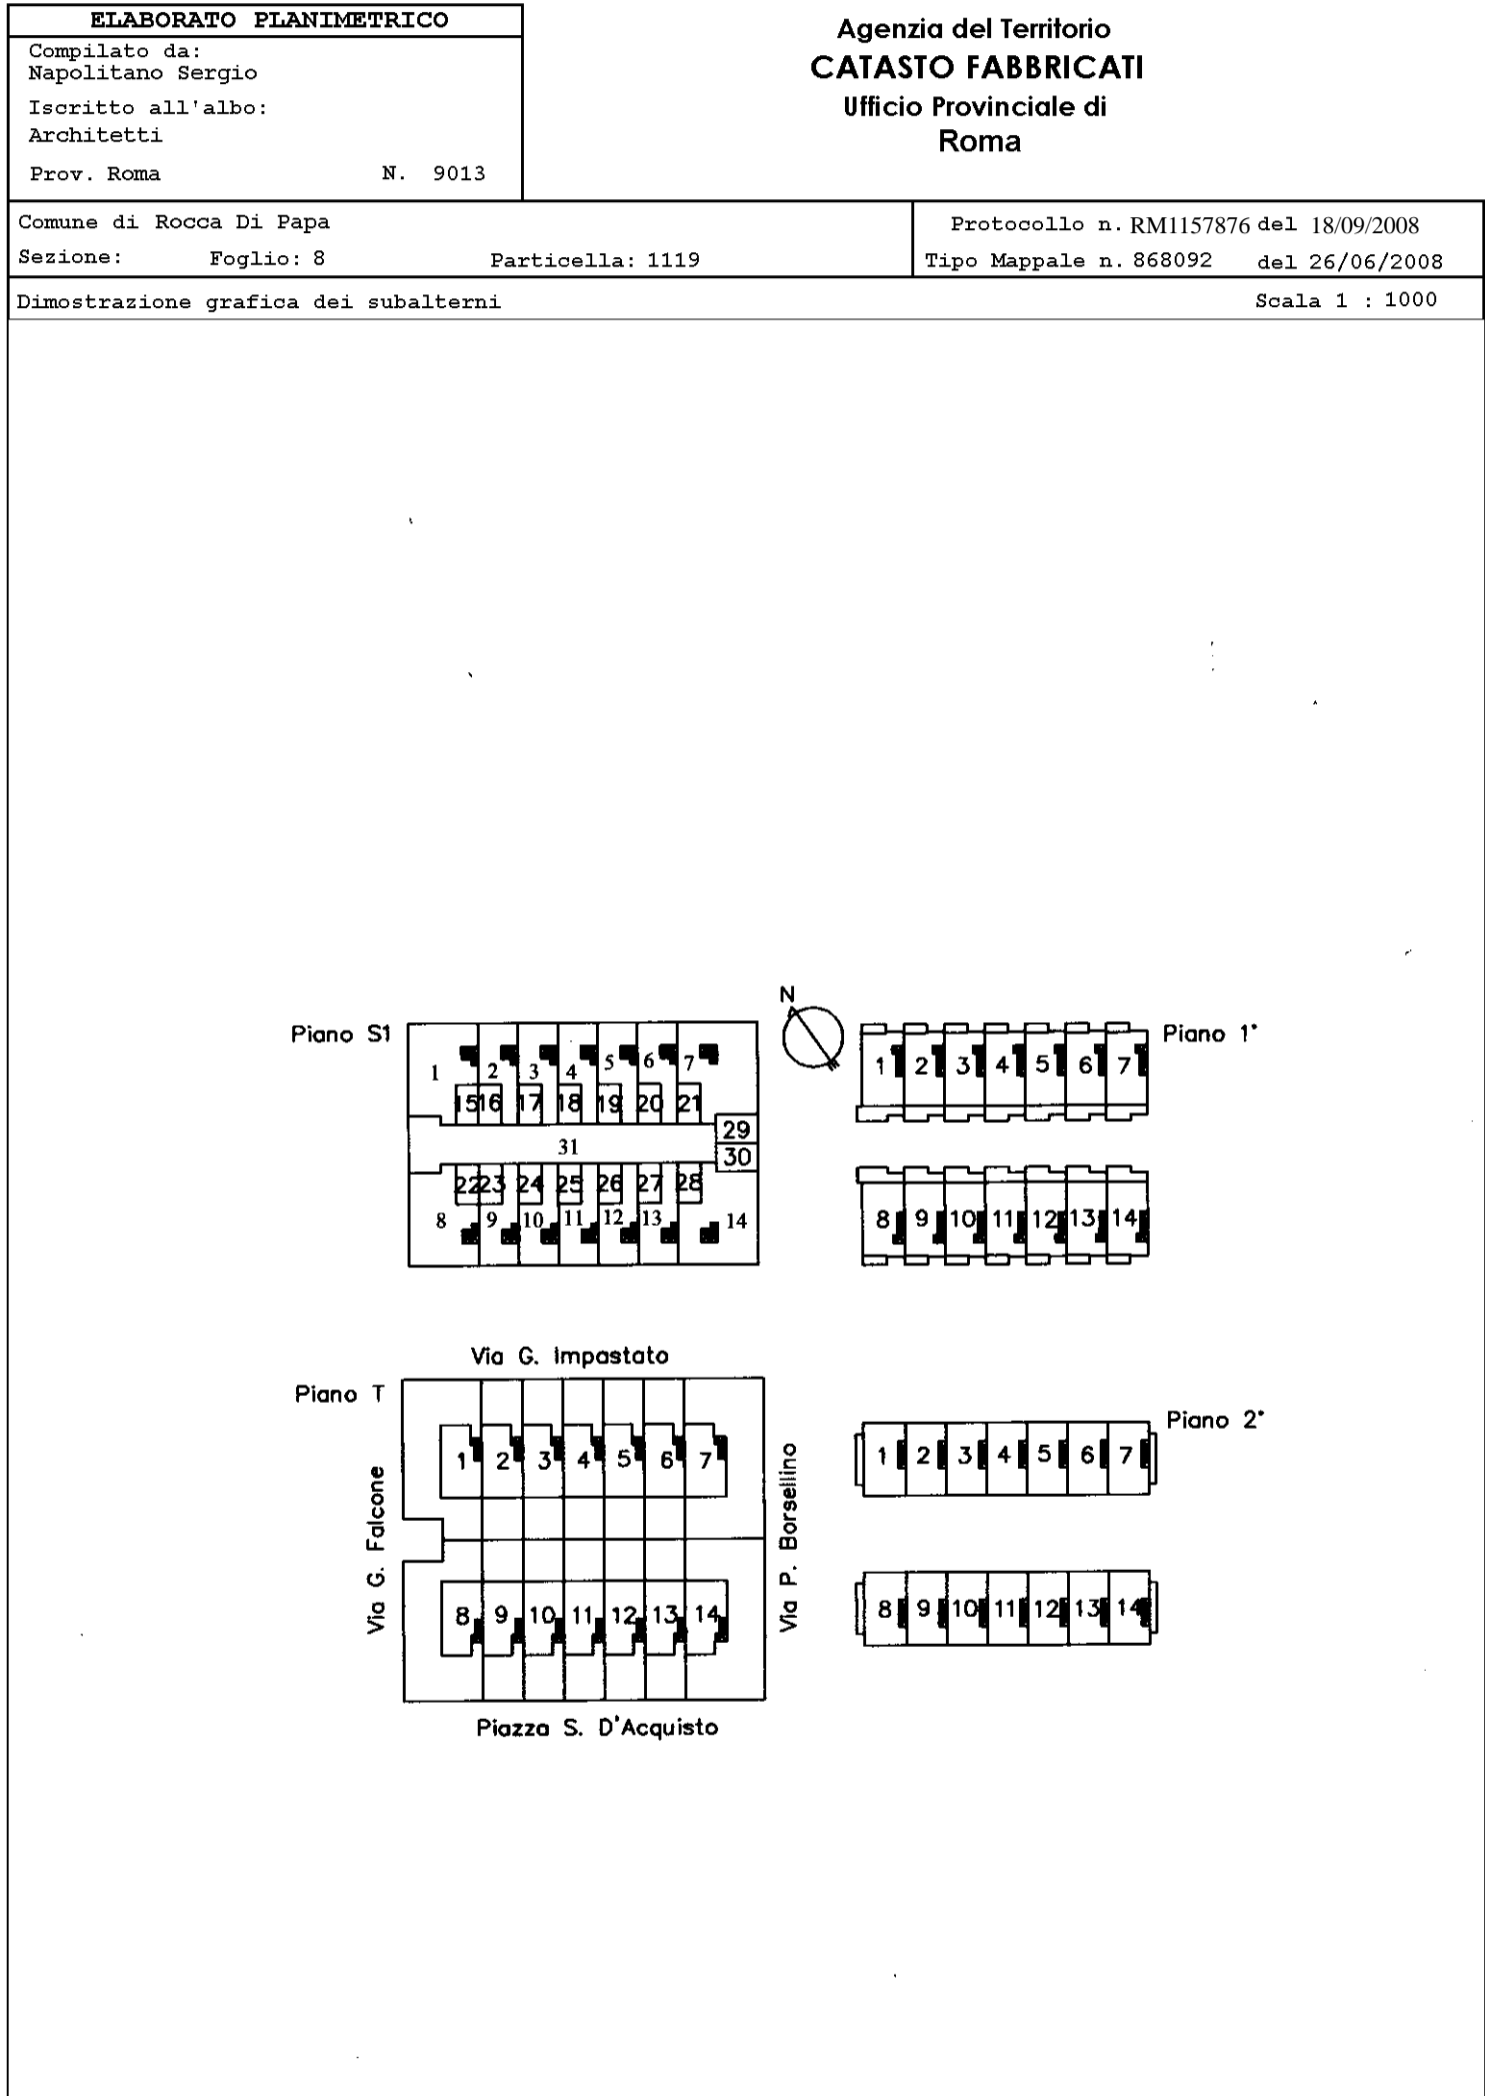 ELABORATO PLANIMETRICO
Compilato da:
Napolitano Sergio
Iscritto all'albo:
Architetti
Prov. Roma N. 9013
Agenzia del Territorio
CATASTO FABBRICATI
Ufficio Provinciale di
Roma
Comune di Rocca Di Papa
Sezione: Foglio: 8 Particella: 1119
Protocollo n. RM1157876 del 18/09/2008
Tipo Mappale n. 868092 del 26/06/2008
Dimostrazione grafica dei subalterni Scala 1 : 1000
Piano S1
1 2 3 4 5 6 7
15 16 17 18 19 20 21
29
31
30
22 23 24 25 26 27 28
8 9 10 11 12 13 14
N
Piano 1°
1 2 3 4 5 6 7
8 9 10 11 12 13 14
Via G. Impastato
Piano T
1 2 3 4 5 6 7
Via G. Falcone
Via P. Borsellino
8 9 10 11 12 13 14
Piazza S. D'Acquisto
Piano 2°
1 2 3 4 5 6 7
8 9 10 11 12 13 14